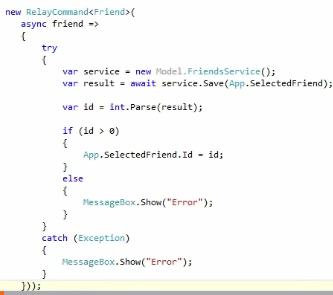 new RelayCommand<Friend>(
async friend =>
{
try
{
var service = new Model.FriendsService();
var result = await service.Save(App.SelectedFriend);
var id = int.Parse(result);
if (id > 0)
{
App.SelectedFriend.Id = id;
}
else
{
MessageBox.Show("Error");
}
}
catch (Exception)
{
MessageBox.Show("Error");
}
}));